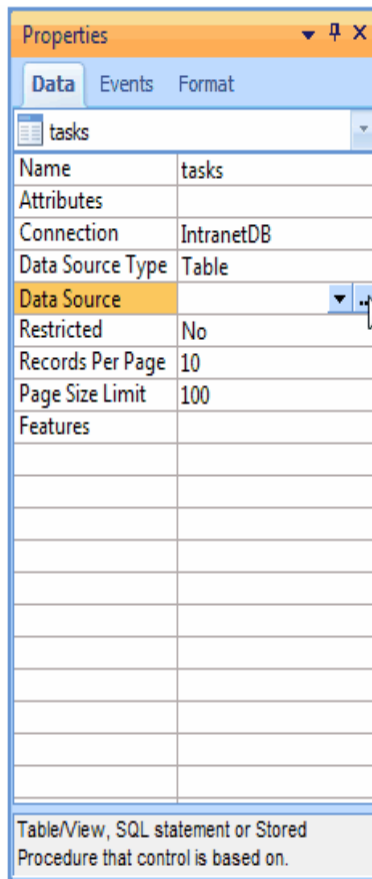 Properties
Data Events Format
tasks
Name tasks
Attributes
Connection IntranetDB
Data Source Type Table
Data Source ...
Restricted No
Records Per Page 10
Page Size Limit 100
Features
Table/View, SQL statement or Stored
Procedure that control is based on.